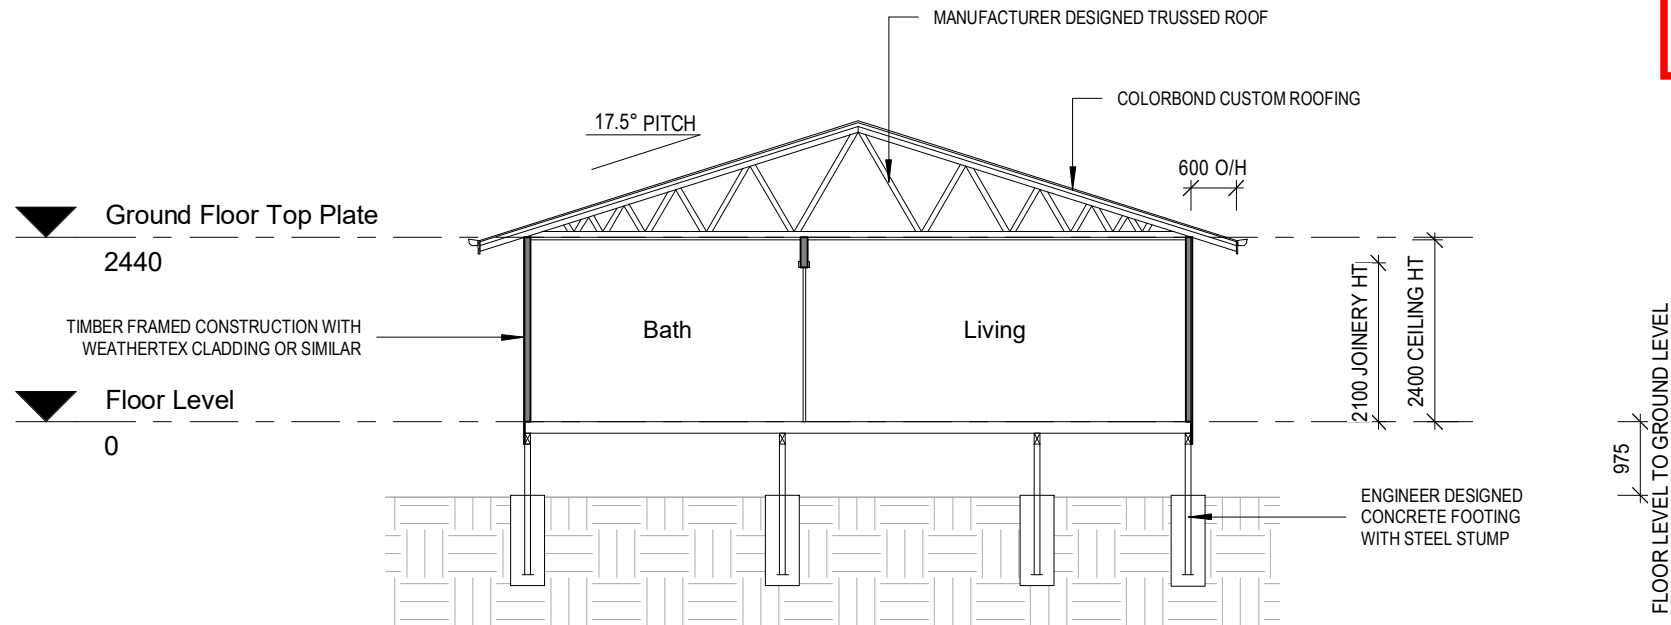 MANUFACTURER DESIGNED TRUSSED ROOF
COLORBOND CUSTOM ROOFING
17.5° PITCH
600 O/H
Ground Floor Top Plate
2440
TIMBER FRAMED CONSTRUCTION WITH
WEATHERTEX CLADDING OR SIMILAR
Bath
Living
2100 JOINERY HT
2400 CEILING HT
Floor Level
0
975
FLOOR LEVEL TO GROUND LEVEL
ENGINEER DESIGNED
CONCRETE FOOTING
WITH STEEL STUMP